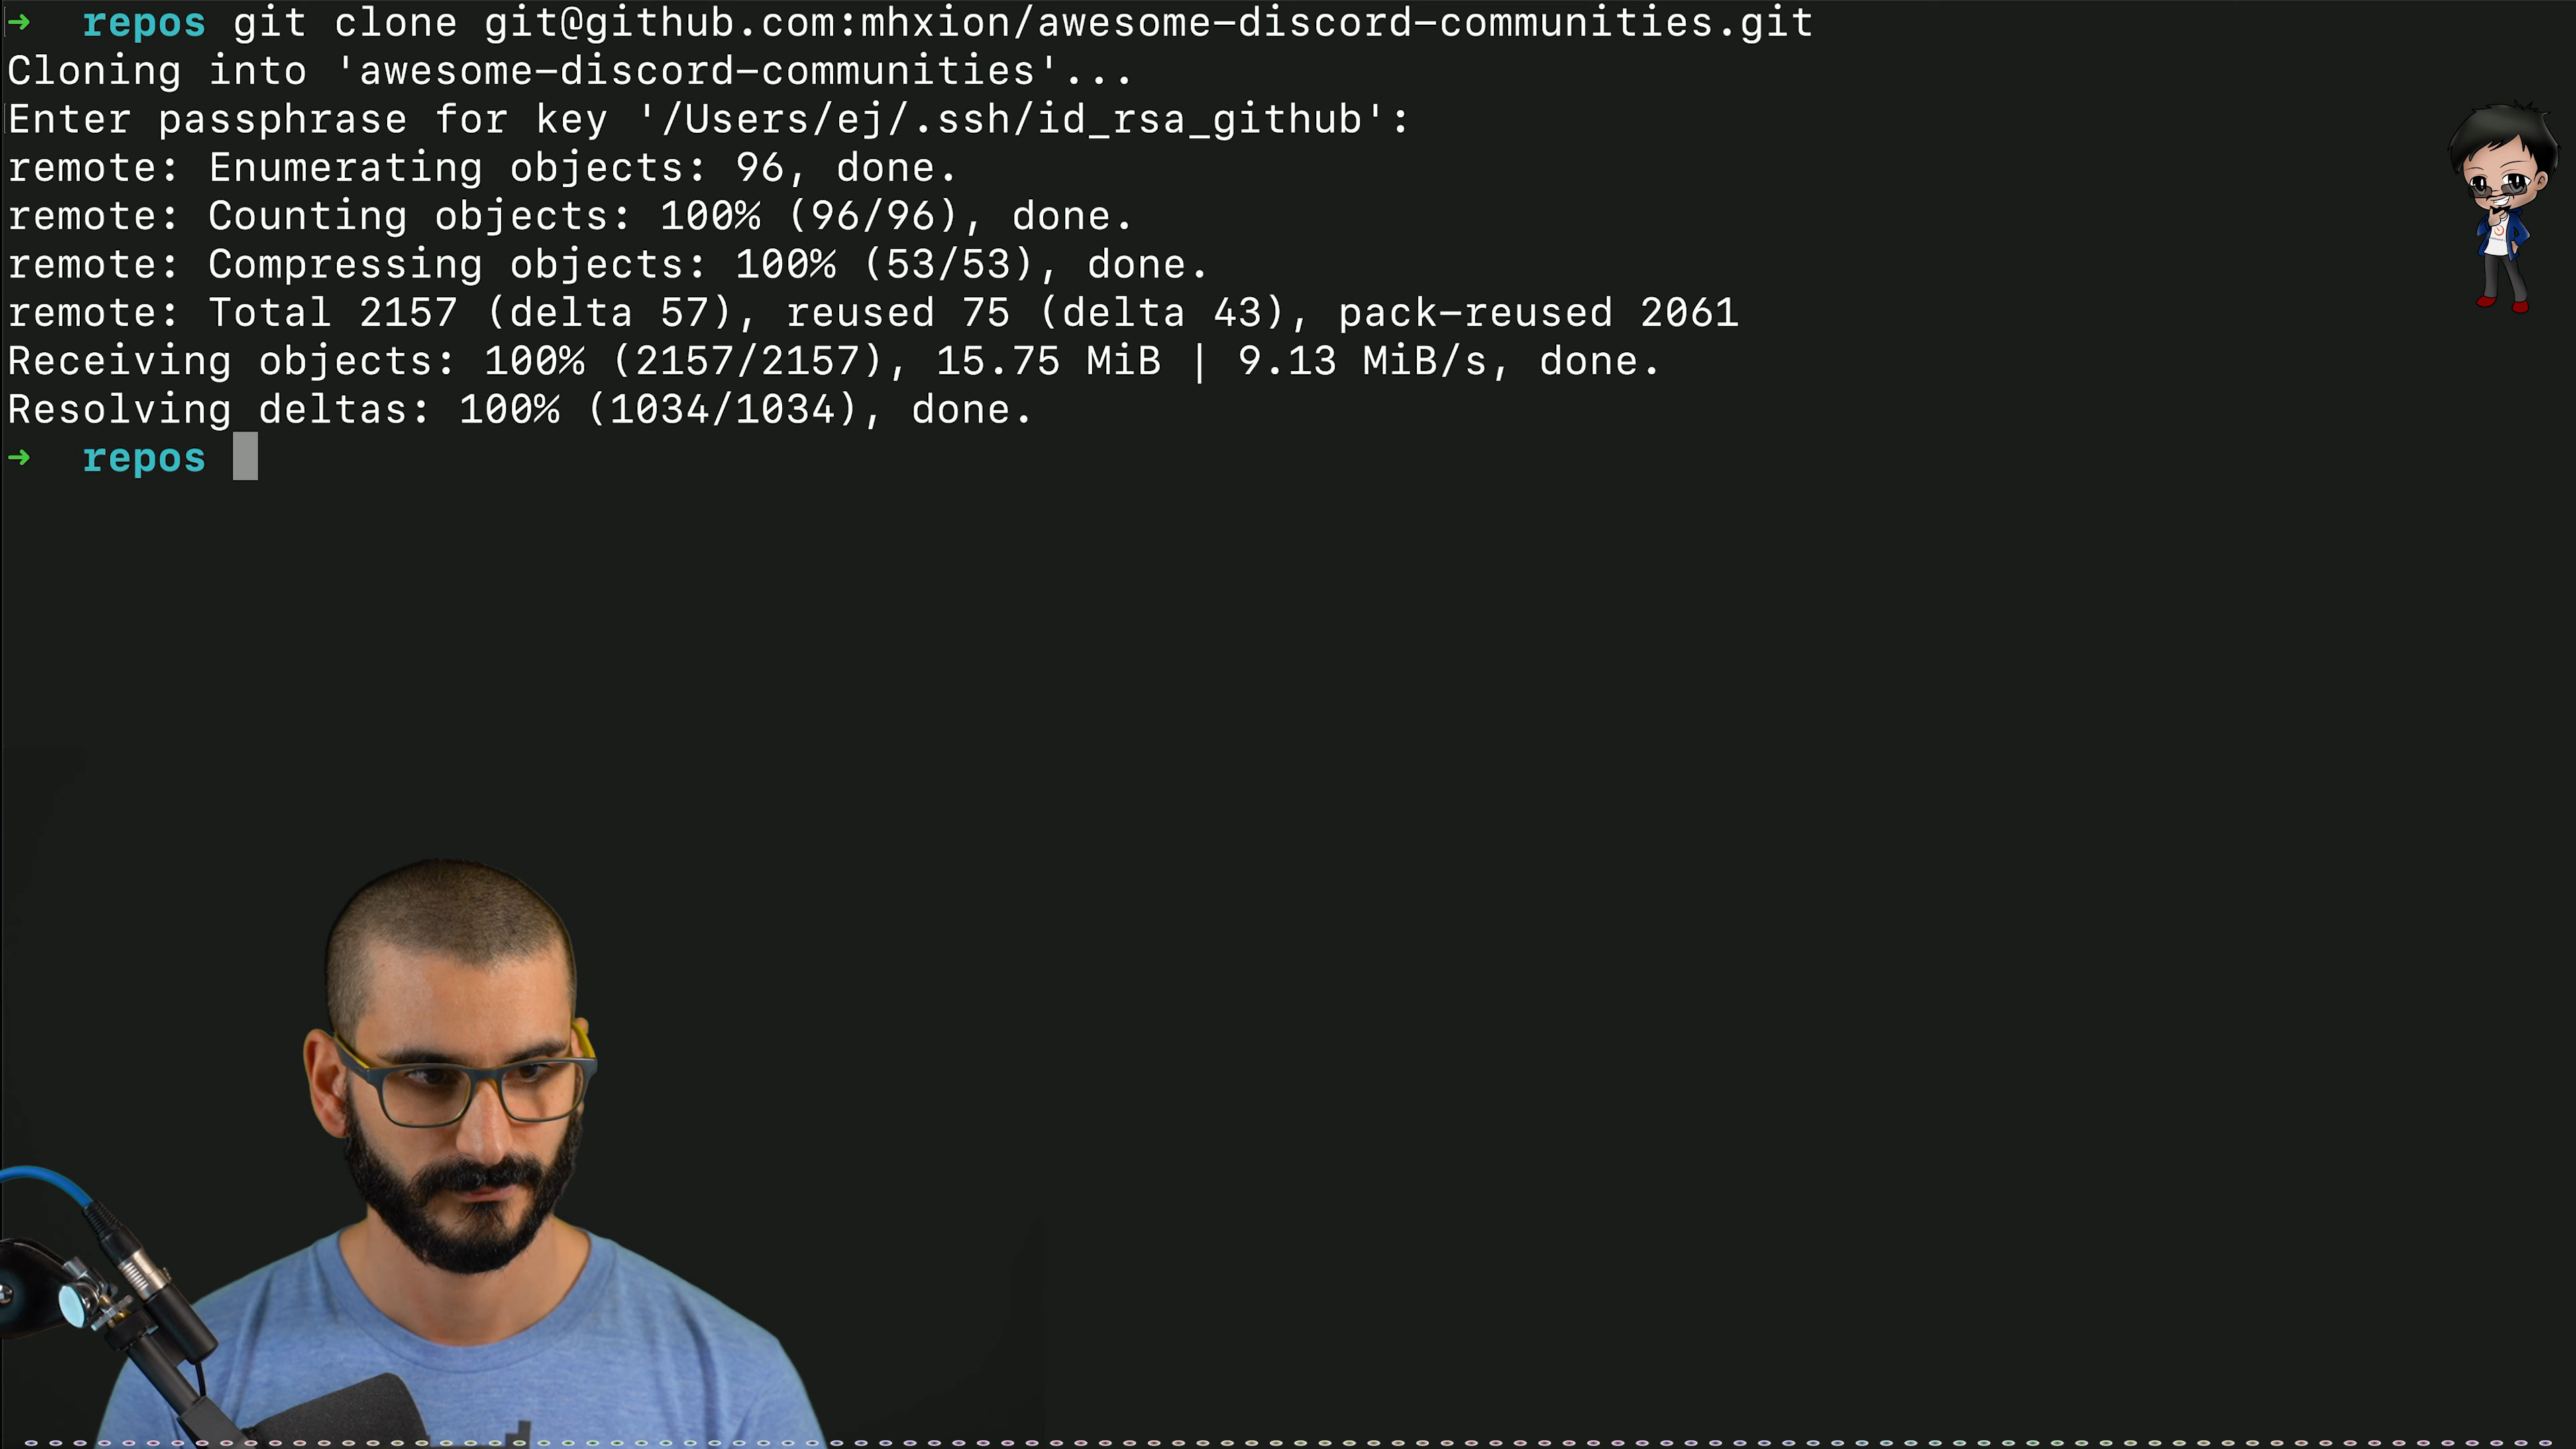 ➜  repos git clone git@github.com:mhxion/awesome-discord-communities.git
Cloning into 'awesome-discord-communities'...
Enter passphrase for key '/Users/ej/.ssh/id_rsa_github':
remote: Enumerating objects: 96, done.
remote: Counting objects: 100% (96/96), done.
remote: Compressing objects: 100% (53/53), done.
remote: Total 2157 (delta 57), reused 75 (delta 43), pack-reused 2061
Receiving objects: 100% (2157/2157), 15.75 MiB | 9.13 MiB/s, done.
Resolving deltas: 100% (1034/1034), done.
➜  repos